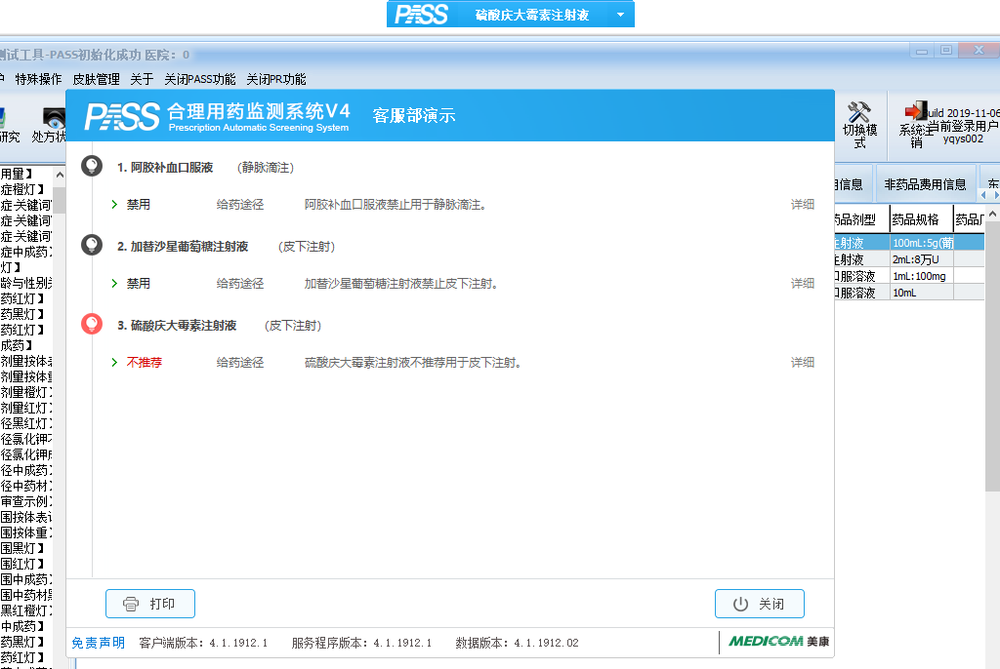 PASS 硫酸庆大霉素注射液
测试工具-PASS初始化成功 医院：0
特殊操作 皮肤管理 关于 关闭PASS功能 关闭PR功能
研究 处方状
切换模式
系统注销
uild 2019-11-06
当前登录用户
yqys002
PASS 合理用药监测系统V4 客服部演示
Prescription Automatic Screening System
1. 阿胶补血口服液 (静脉滴注)
禁用 给药途径 阿胶补血口服液禁止用于静脉滴注。 详细
2. 加替沙星葡萄糖注射液 (皮下注射)
禁用 给药途径 加替沙星葡萄糖注射液禁止皮下注射。 详细
3. 硫酸庆大霉素注射液 (皮下注射)
不推荐 给药途径 硫酸庆大霉素注射液不推荐用于皮下注射。 详细
打印 关闭
免责声明 客户端版本：4.1.1912.1 服务程序版本：4.1.1912.1 数据版本：4.1.1912.02
MEDICOM 美康
用量】
症橙灯】
症-关键词
症-关键词
症-关键词
症中成药】
灯】
龄与性别关
药红灯】
药黑灯】
药红灯】
成药】
剂量按体表
剂量按体重
剂量橙灯】
剂量红灯】
径黑红灯】
径氯化钾不
径氯化钾成
径中成药】
径中药材】
审查示例】
围按体表访
围按体重】
围黑灯】
围红灯】
围中成药】
围中药材黑
黑红橙灯】
中成药】
药黑灯】
药红灯】
用信息 非药品费用信息 东
药品剂型 药品规格 药品厂
注射液 100mL:5g(葡
注射液 2mL:8万U
口服溶液 1mL:100mg
口服溶液 10mL